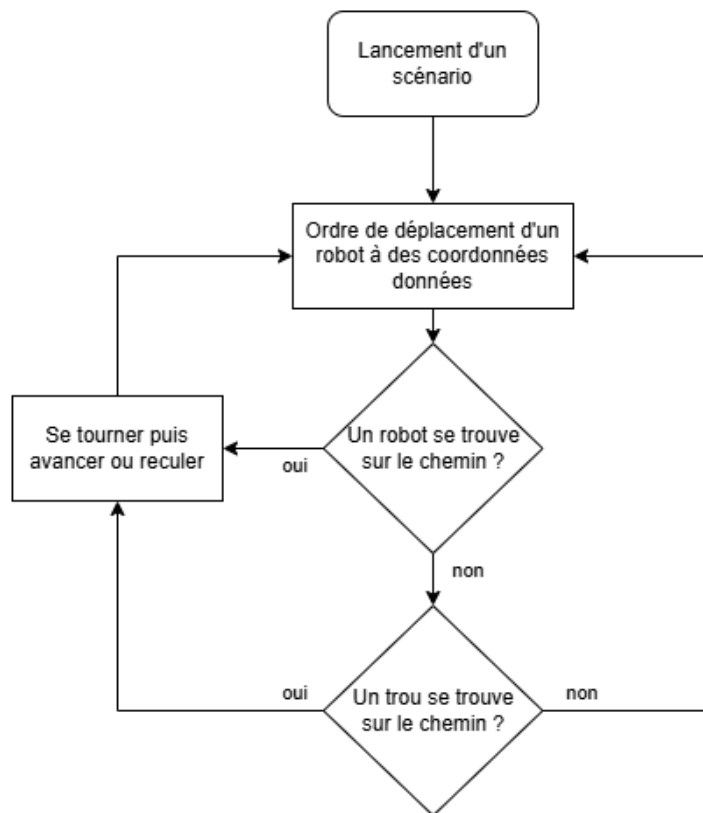 Lancement d'un
scénario
Ordre de déplacement d'un
robot à des coordonnées
données
Se tourner puis
avancer ou reculer
Un robot se trouve
sur le chemin ?
oui
non
Un trou se trouve
sur le chemin ?
oui
non